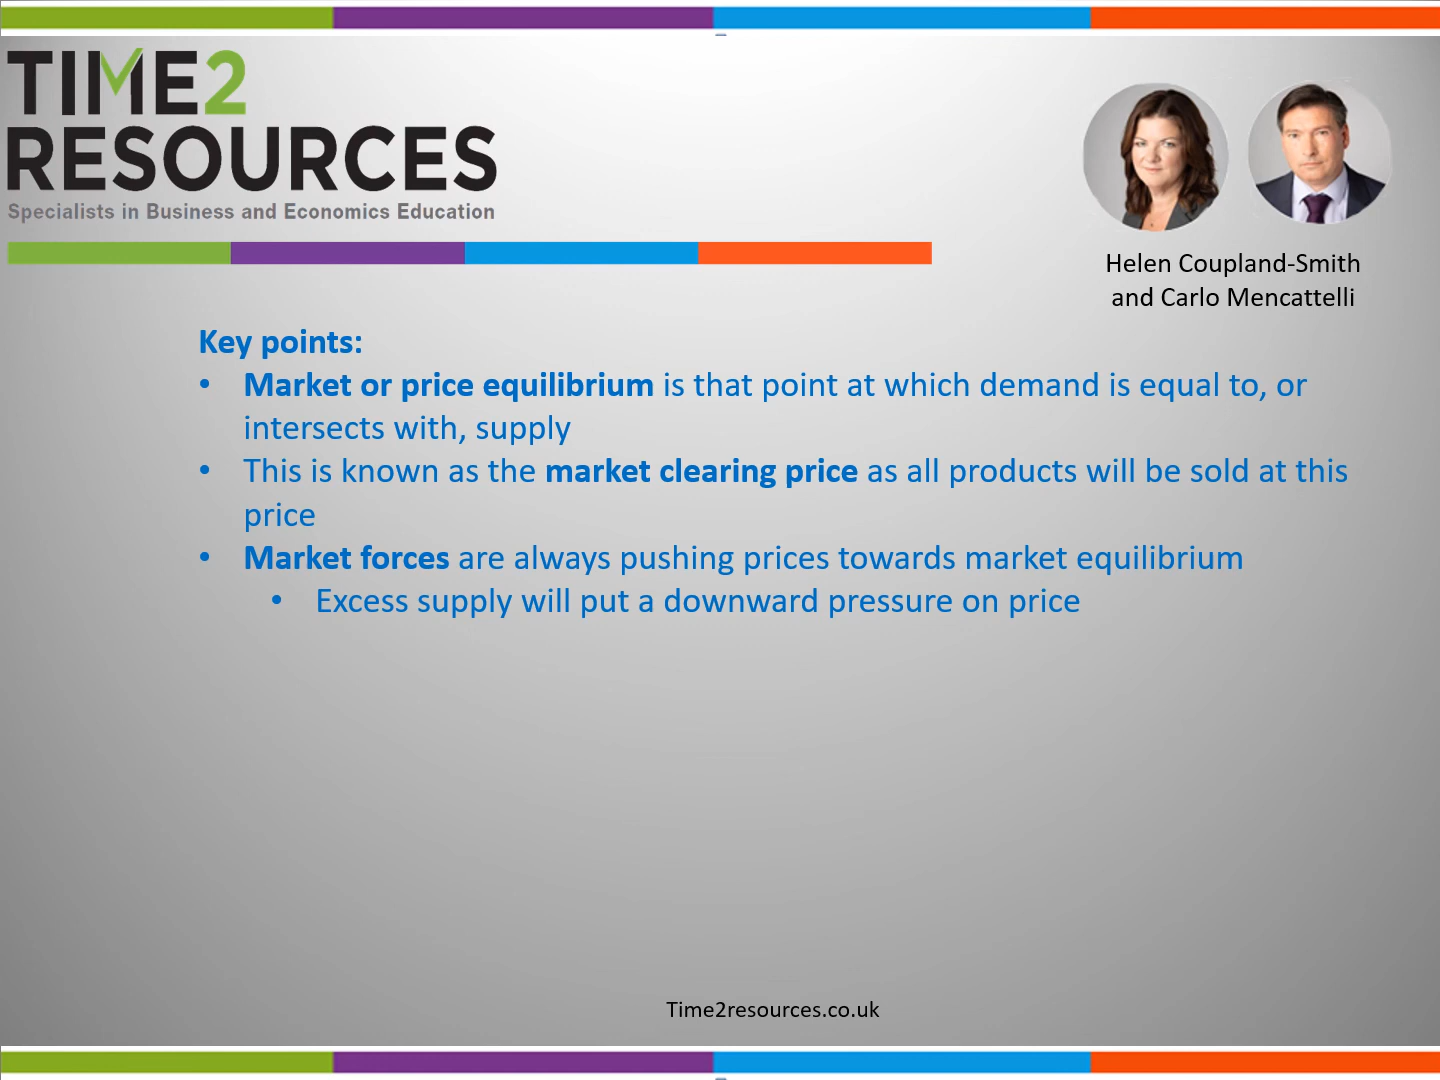 TIME2
RESOURCES
Specialists in Business and Economics Education
Helen Coupland-Smith
and Carlo Mencattelli
Key points:
• Market or price equilibrium is that point at which demand is equal to, or
intersects with, supply
• This is known as the market clearing price as all products will be sold at this
price
• Market forces are always pushing prices towards market equilibrium
• Excess supply will put a downward pressure on price
Time2resources.co.uk